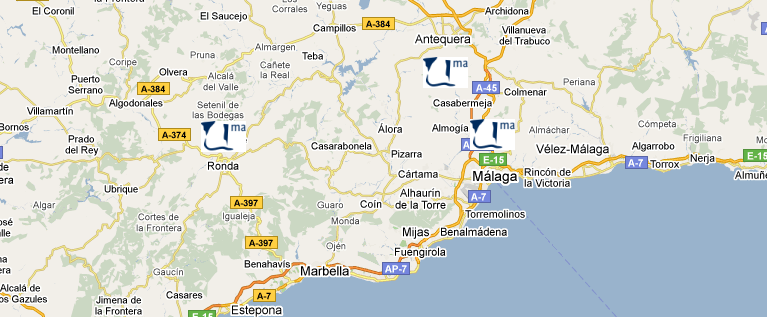 El Coronil
El Saucejo
Los Corrales
Yeguas
Campillos
A-384
Archidona
Villanueva del Trabuco
Antequera
Montellano
Almargen
Teba
Cañete la Real
Olvera
Alcalá del Valle
Puerto Serrano
A-384
Algodonales
ma
A-45
Colmenar
Periana
Casabermeja
Setenil de las Bodegas
Villamartín
Bornos
Prado del Rey
A-374
ma
Ronda
Álora
Almogía
ma
Almáchar
Cómpeta
Frigiliana
Casarabonela
Pizarra
E-15
Vélez-Málaga
Algarrobo
A-7
Torrox
Nerja
E-15
Almuñ
Málaga
Rincón de la Victoria
Cártama
Ubrique
Alhaurín de la Torre
A-7
A-397
Igualeja
Guaro
Coín
Monda
Torremolinos
Cortes de la Frontera
A-397
Ojén
Mijas
Benalmádena
Fuengirola
Benahavís
Marbella
AP-7
Gaucín
Casares
A-7
Alcalá de los Gazules
Jimena de la Frontera
Estepona
E-15